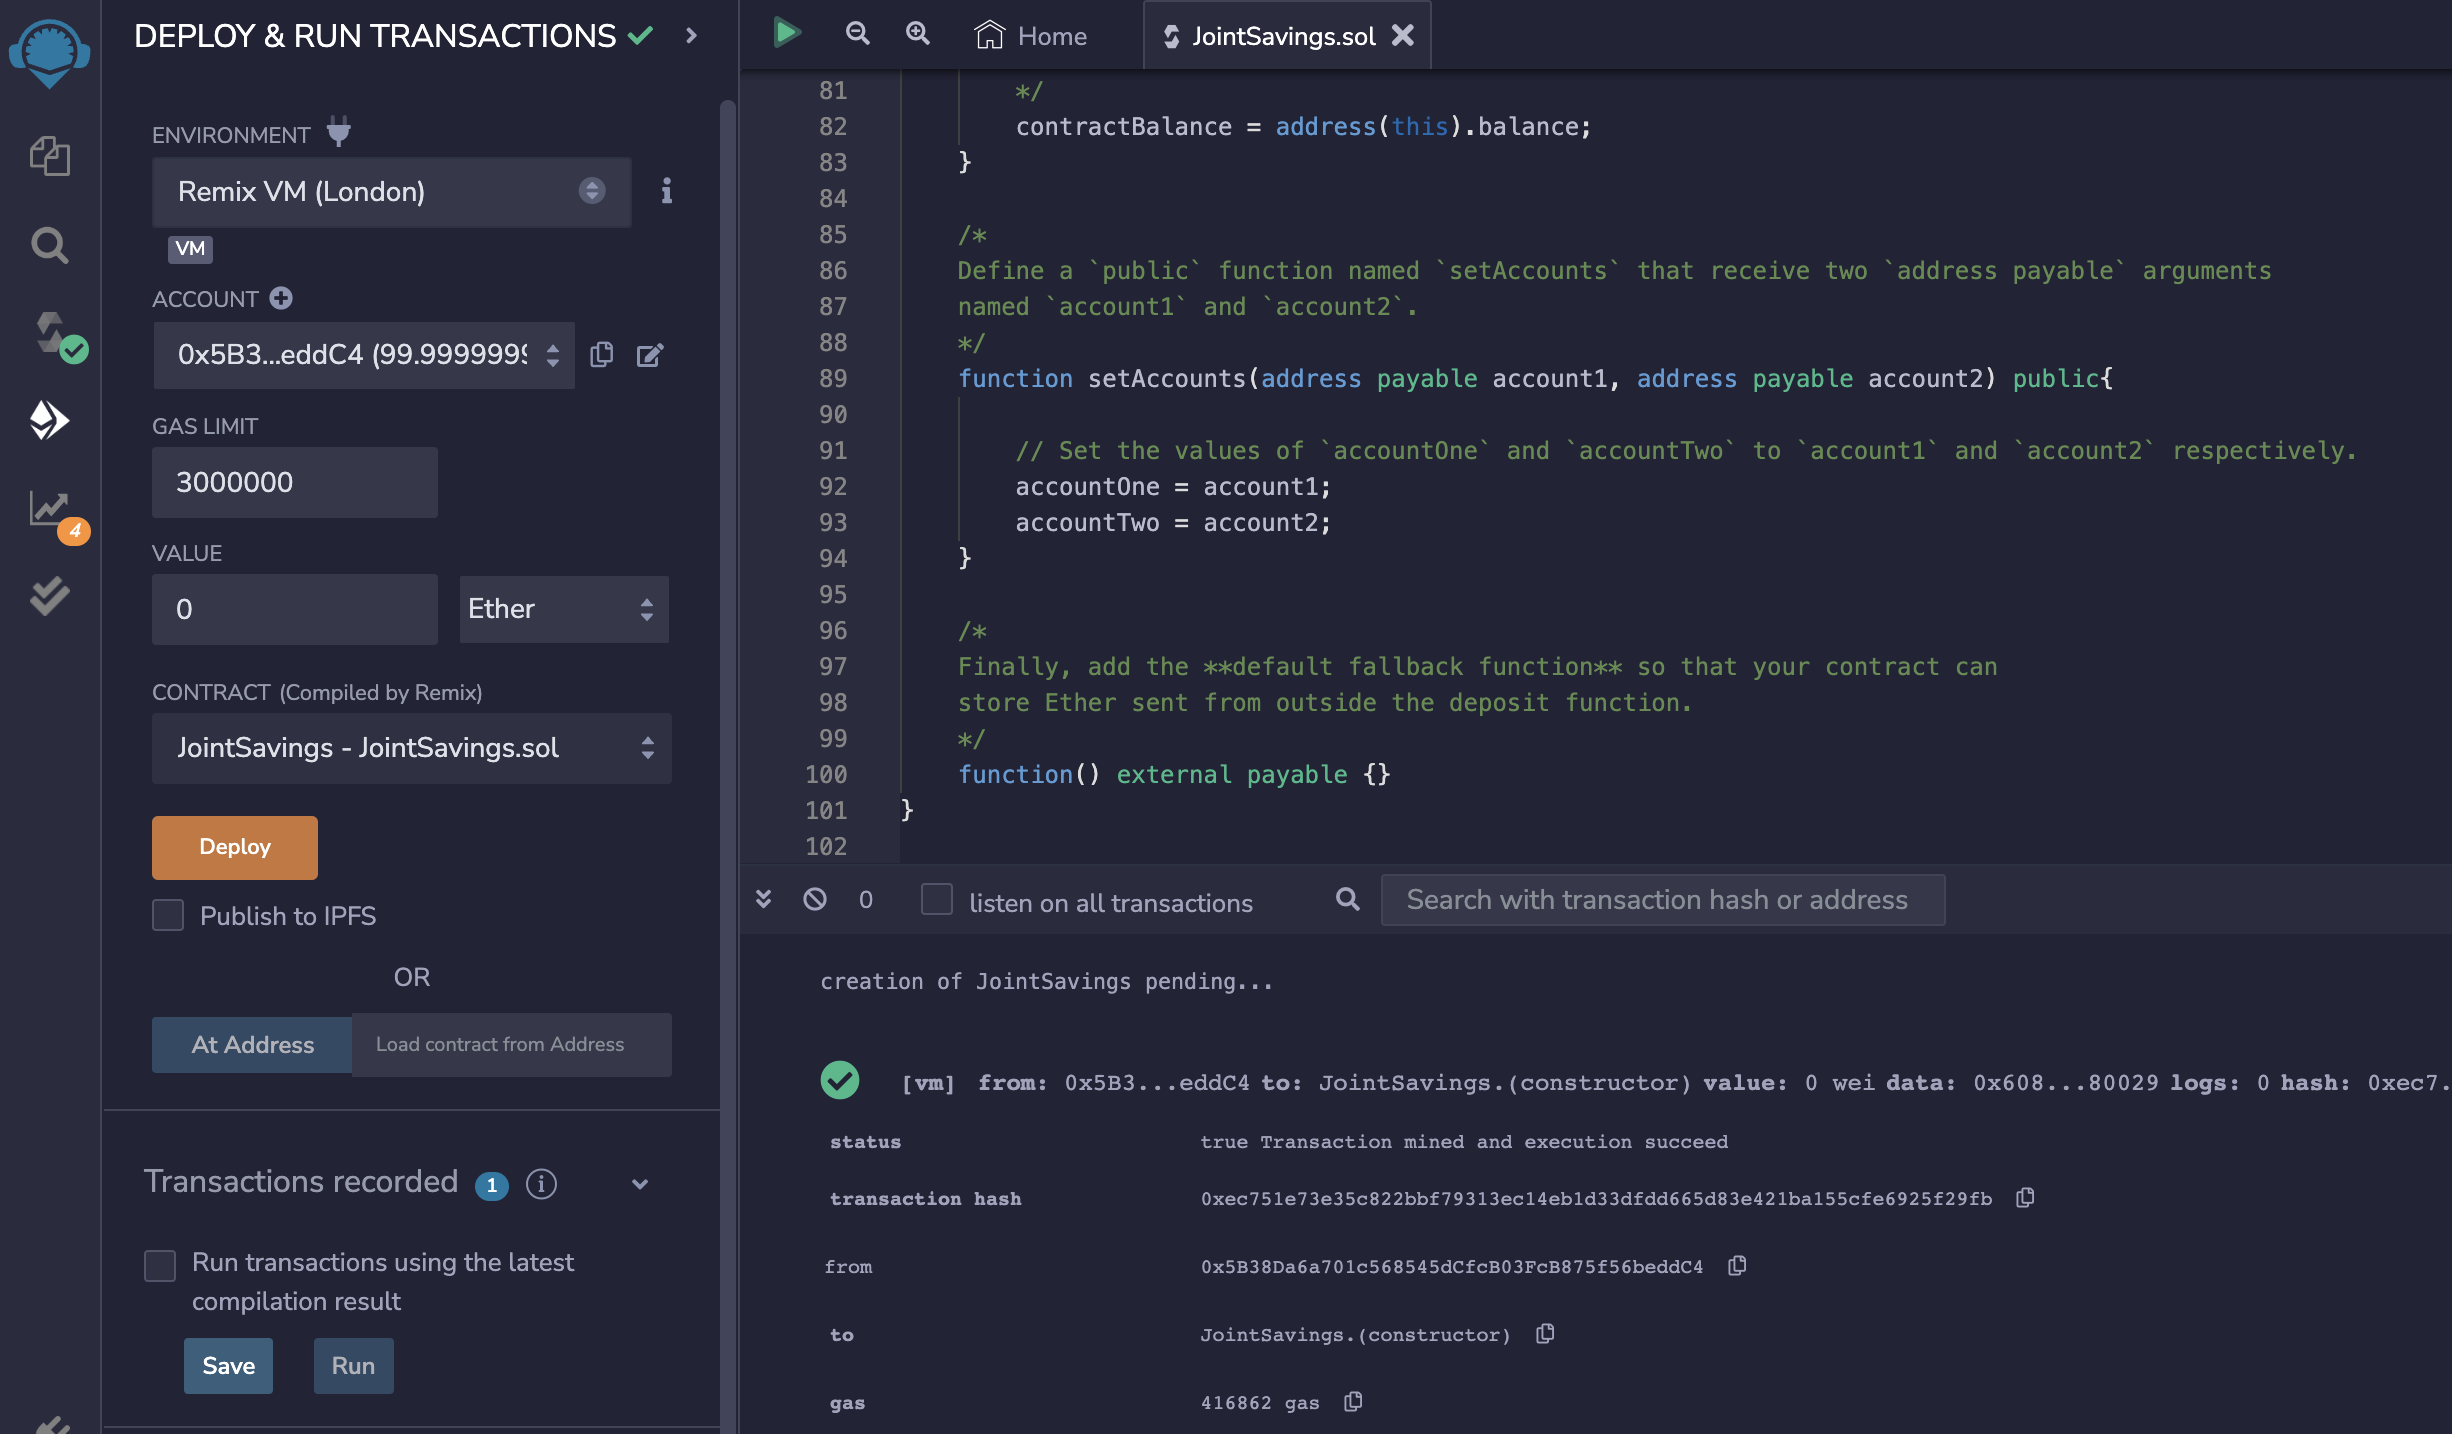 DEPLOY & RUN TRANSACTIONS
ENVIRONMENT
Remix VM (London)
VM
ACCOUNT
0x5B3...eddC4 (99.9999999
GAS LIMIT
3000000
VALUE
0
Ether
CONTRACT (Compiled by Remix)
JointSavings - JointSavings.sol
Deploy
Publish to IPFS
OR
At Address
Load contract from Address
Transactions recorded 1
Run transactions using the latest
compilation result
Save
Run
4
Home
JointSavings.sol
81 */
82 contractBalance = address(this).balance;
83 }
84
85 /*
86 Define a `public` function named `setAccounts` that receive two `address payable` arguments
87 named `account1` and `account2`.
88 */
89 function setAccounts(address payable account1, address payable account2) public{
90
91 // Set the values of `accountOne` and `accountTwo` to `account1` and `account2` respectively.
92 accountOne = account1;
93 accountTwo = account2;
94 }
95
96 /*
97 Finally, add the **default fallback function** so that your contract can
98 store Ether sent from outside the deposit function.
99 */
100 function() external payable {}
101 }
102
0
listen on all transactions
Search with transaction hash or address
creation of JointSavings pending...
[vm] from: 0x5B3...eddC4 to: JointSavings.(constructor) value: 0 wei data: 0x608...80029 logs: 0 hash: 0xec7.
status true Transaction mined and execution succeed
transaction hash 0xec751e73e35c822bbf79313ec14eb1d33dfdd665d83e421ba155cfe6925f29fb
from 0x5B38Da6a701c568545dCfcB03FcB875f56beddC4
to JointSavings.(constructor)
gas 416862 gas